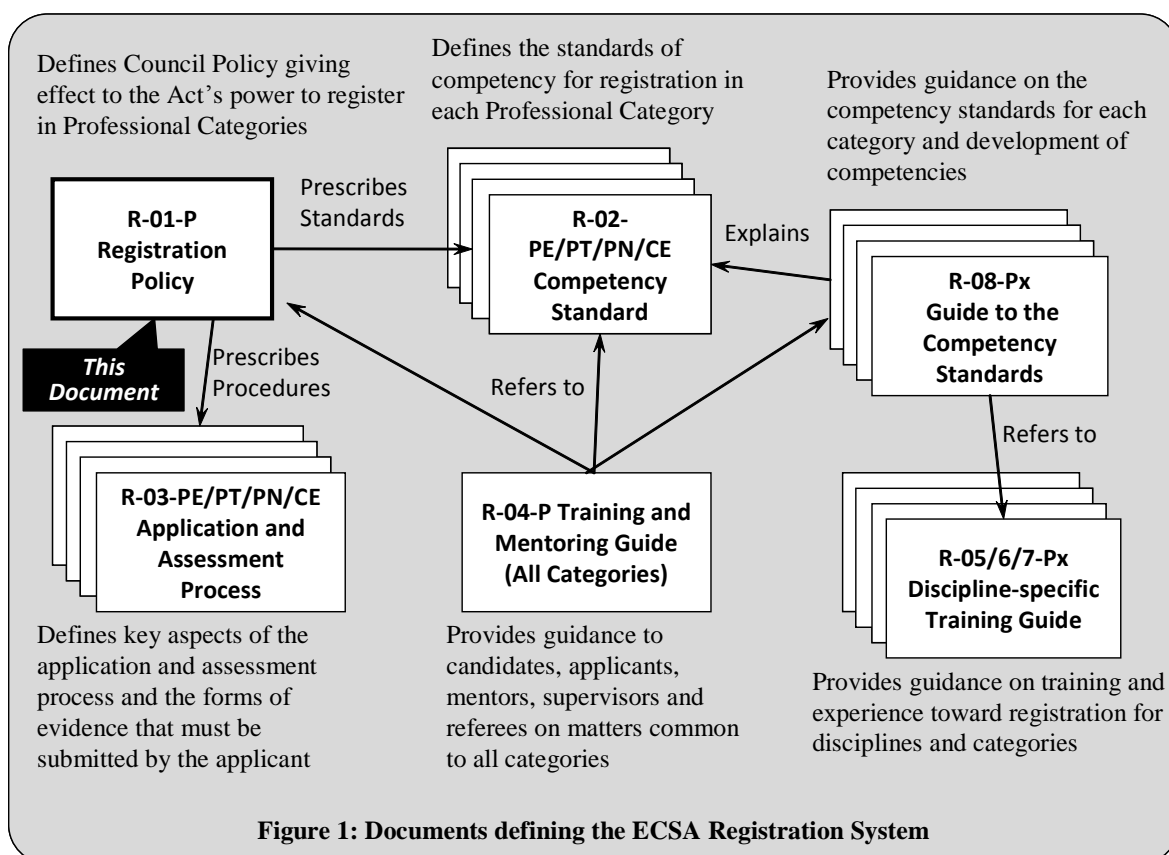 Defines Council Policy giving
effect to the Act's power to register
in Professional Categories
Defines the standards of
competency for registration in
each Professional Category
Provides guidance on the
competency standards for each
category and development of
competencies
R-01-P
Registration
Policy
Prescribes
Standards
R-02-
PE/PT/PN/CE
Competency
Standard
Explains
R-08-Px
Guide to the
Competency
Standards
This
Document
Prescribes
Procedures
Refers to
Refers to
R-03-PE/PT/PN/CE
Application and
Assessment
Process
R-04-P Training and
Mentoring Guide
(All Categories)
R-05/6/7-Px
Discipline-specific
Training Guide
Defines key aspects of the
application and assessment
process and the forms of
evidence that must be
submitted by the applicant
Provides guidance to
candidates, applicants,
mentors, supervisors and
referees on matters common
to all categories
Provides guidance on training and
experience toward registration for
disciplines and categories
Figure 1: Documents defining the ECSA Registration System